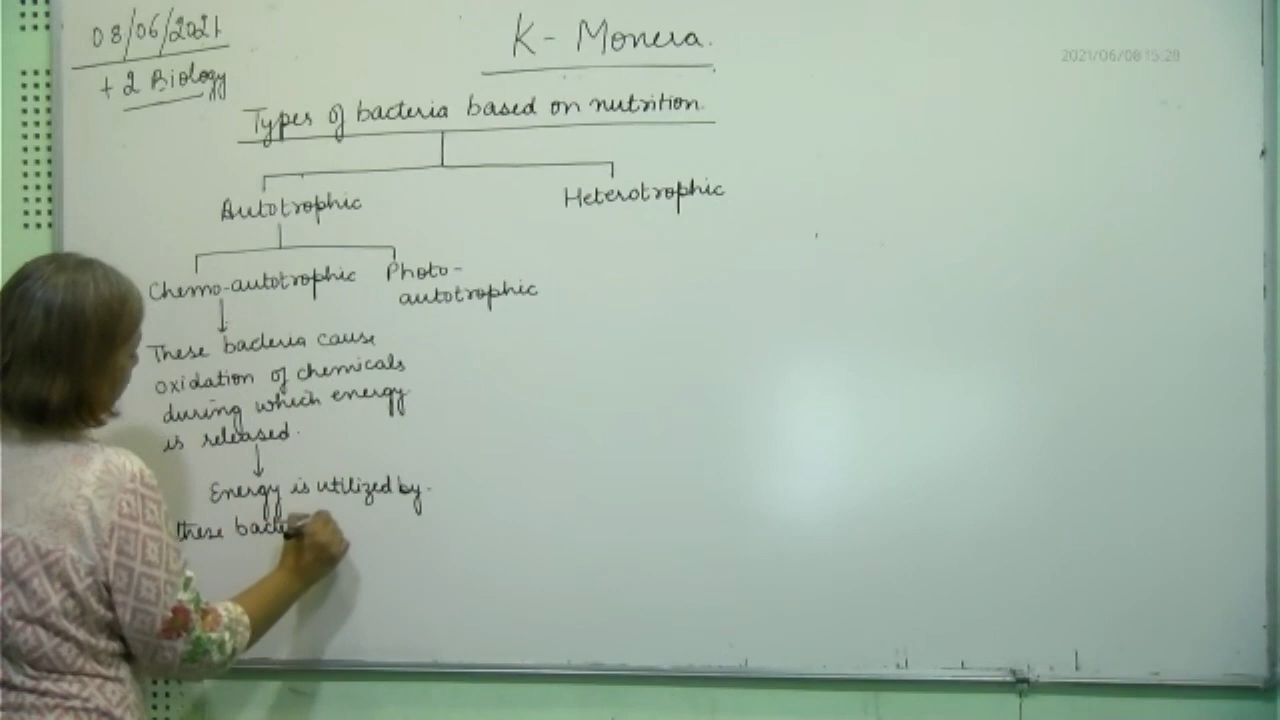 08/06/2021
+2 Biology
K- Monera.
2021/06/08 15:28
Types of bacteria based on nutrition.
Autotrophic
Heterotrophic
Chemo-autotrophic
Photo-
autotrophic
These bacteria cause
oxidation of chemicals
during which energy
is released.
Energy is utilized by.
these bacte